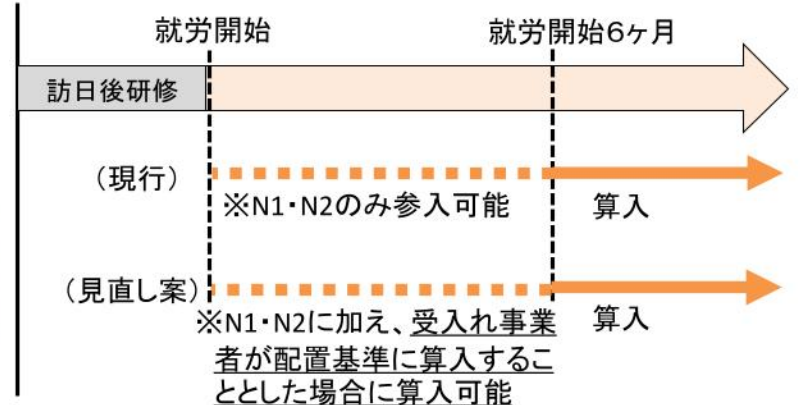 就労開始
就労開始6ヶ月
訪日後研修
(現行)
※N1・N2のみ参入可能
算入
(見直し案)
※N1・N2に加え、受入れ事業
者が配置基準に算入するこ
ととした場合に算入可能
算入